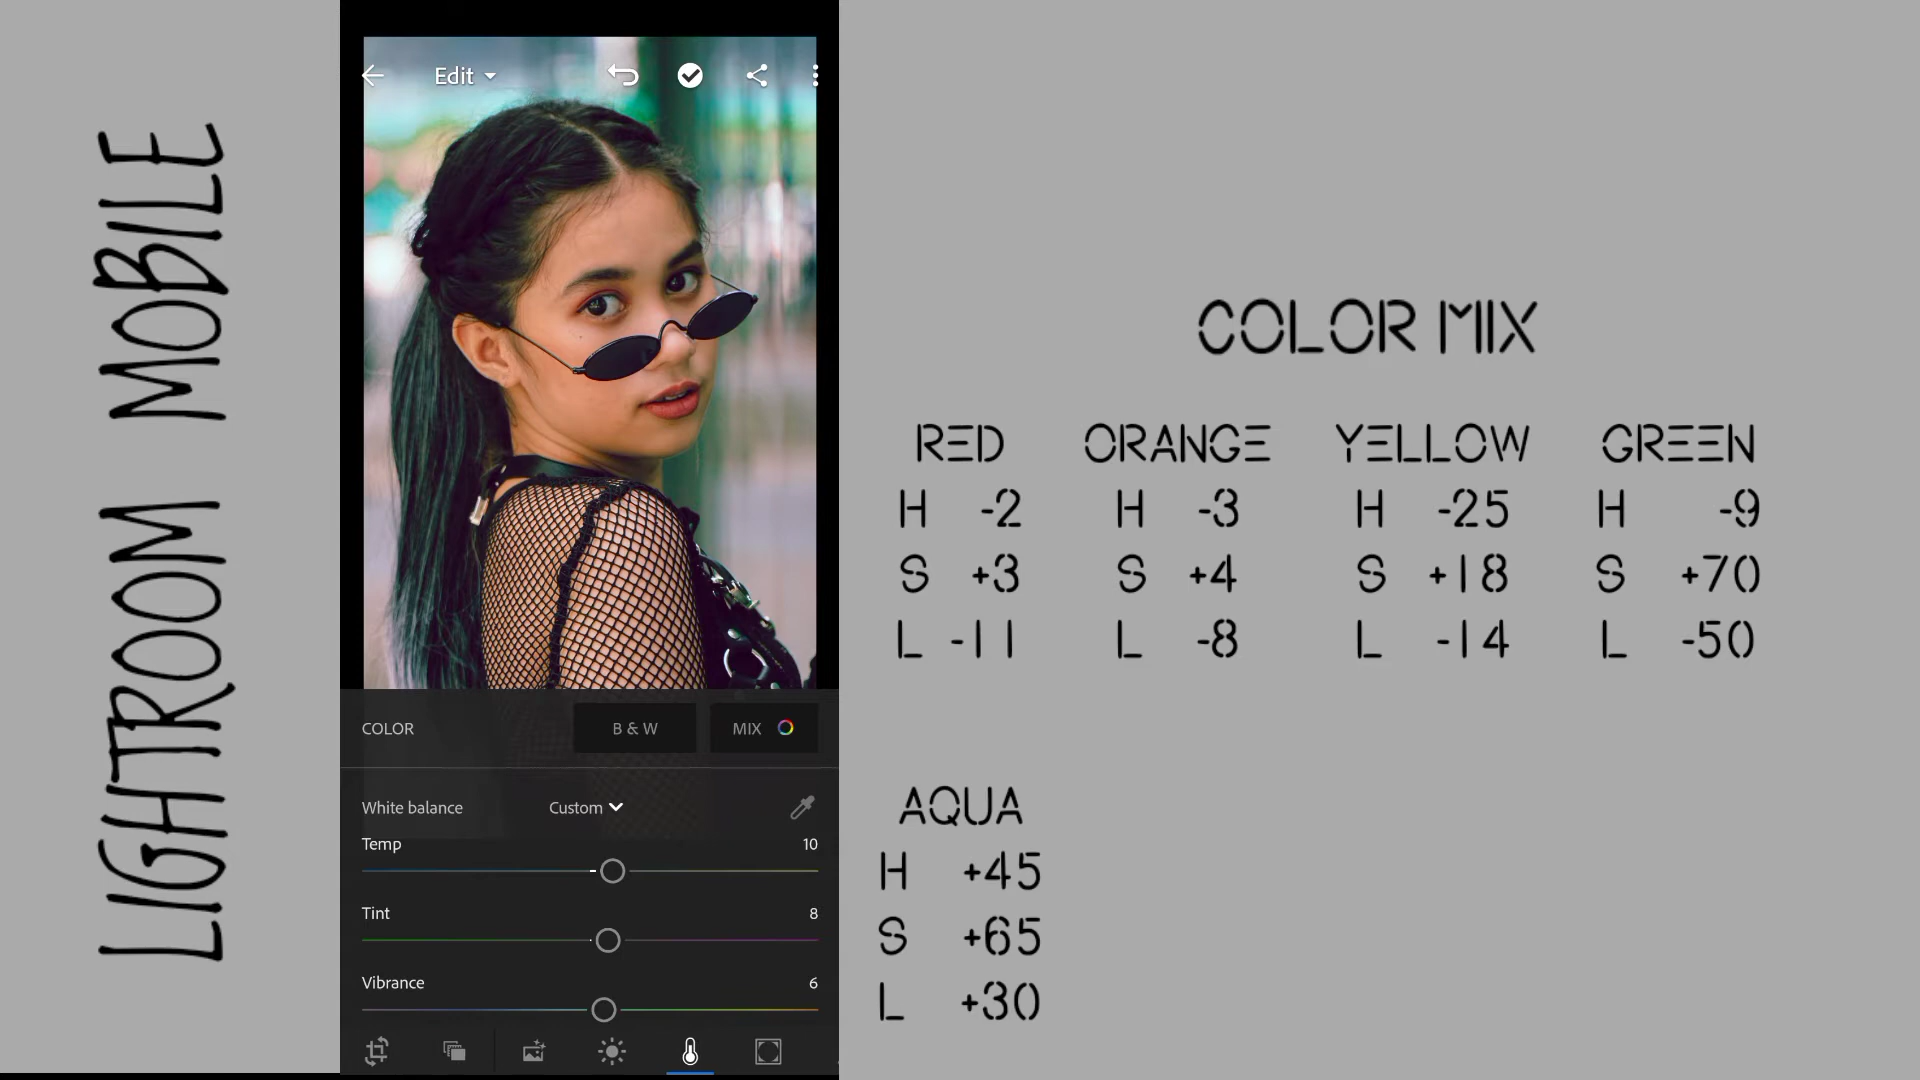 LIGHTROOM MOBILE
Edit
COLOR
B & W
MIX
White balance
Custom
Temp 10
Tint 8
Vibrance 6
COLOR MIX
RED ORANGE YELLOW GREEN
H -2 H -3 H -25 H -9
S +3 S +4 S +18 S +70
L -11 L -8 L -14 L -50
AQUA
H +45
S +65
L +30